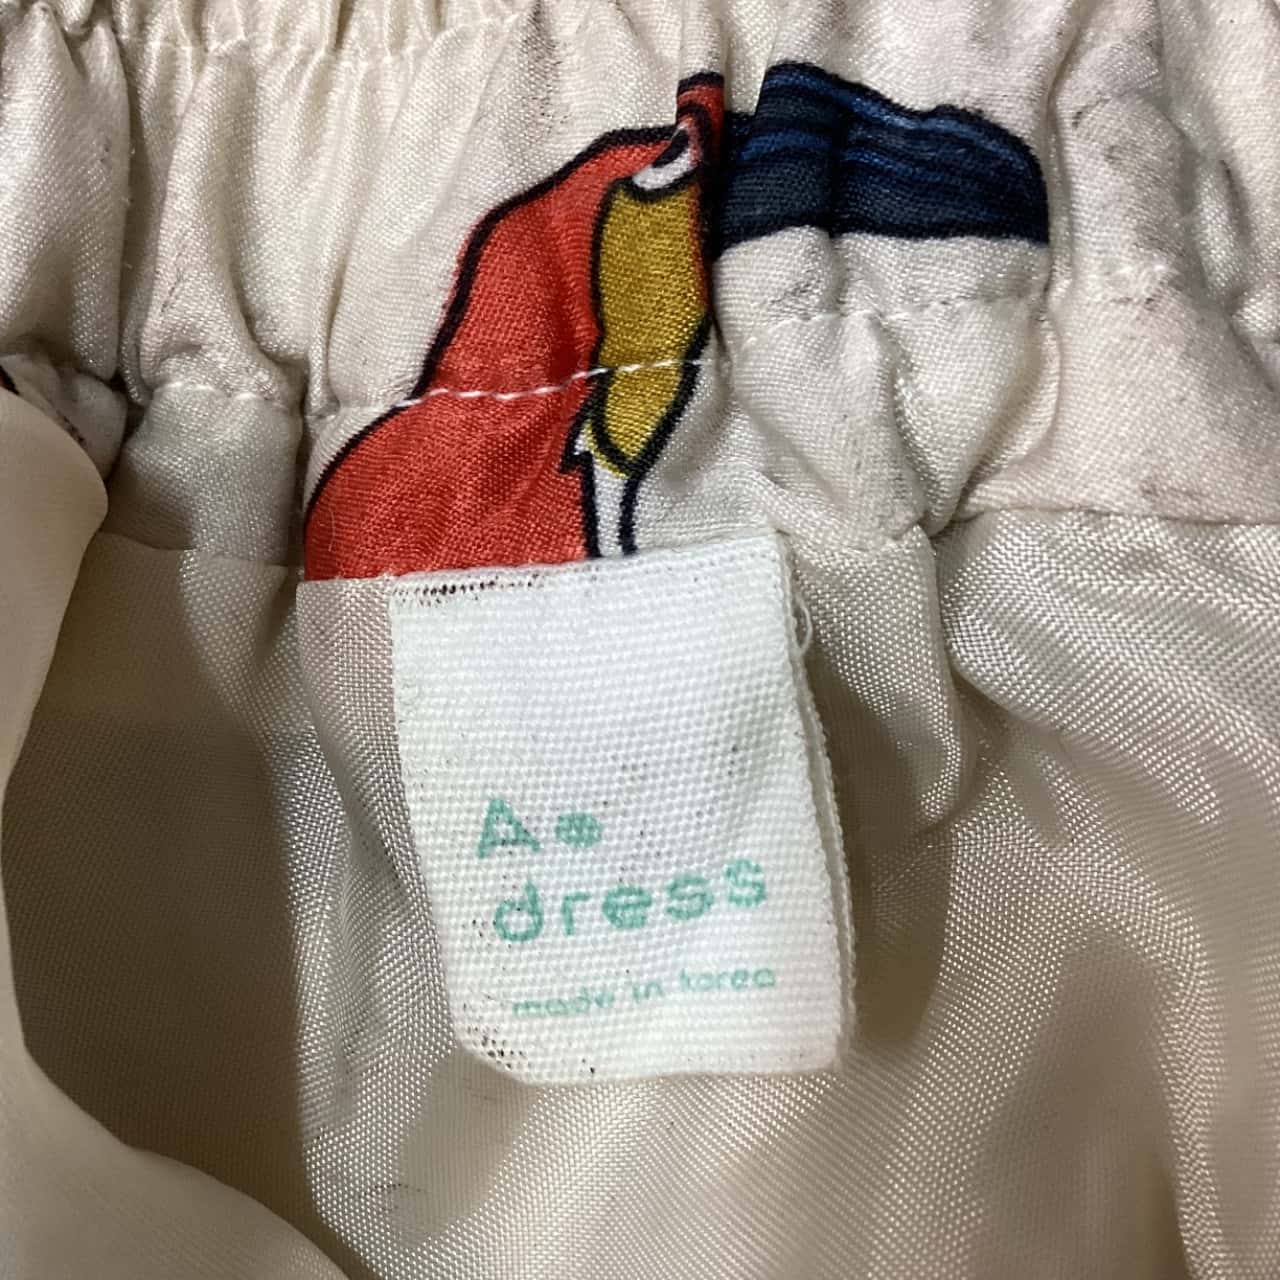 A•
dress
made in korea